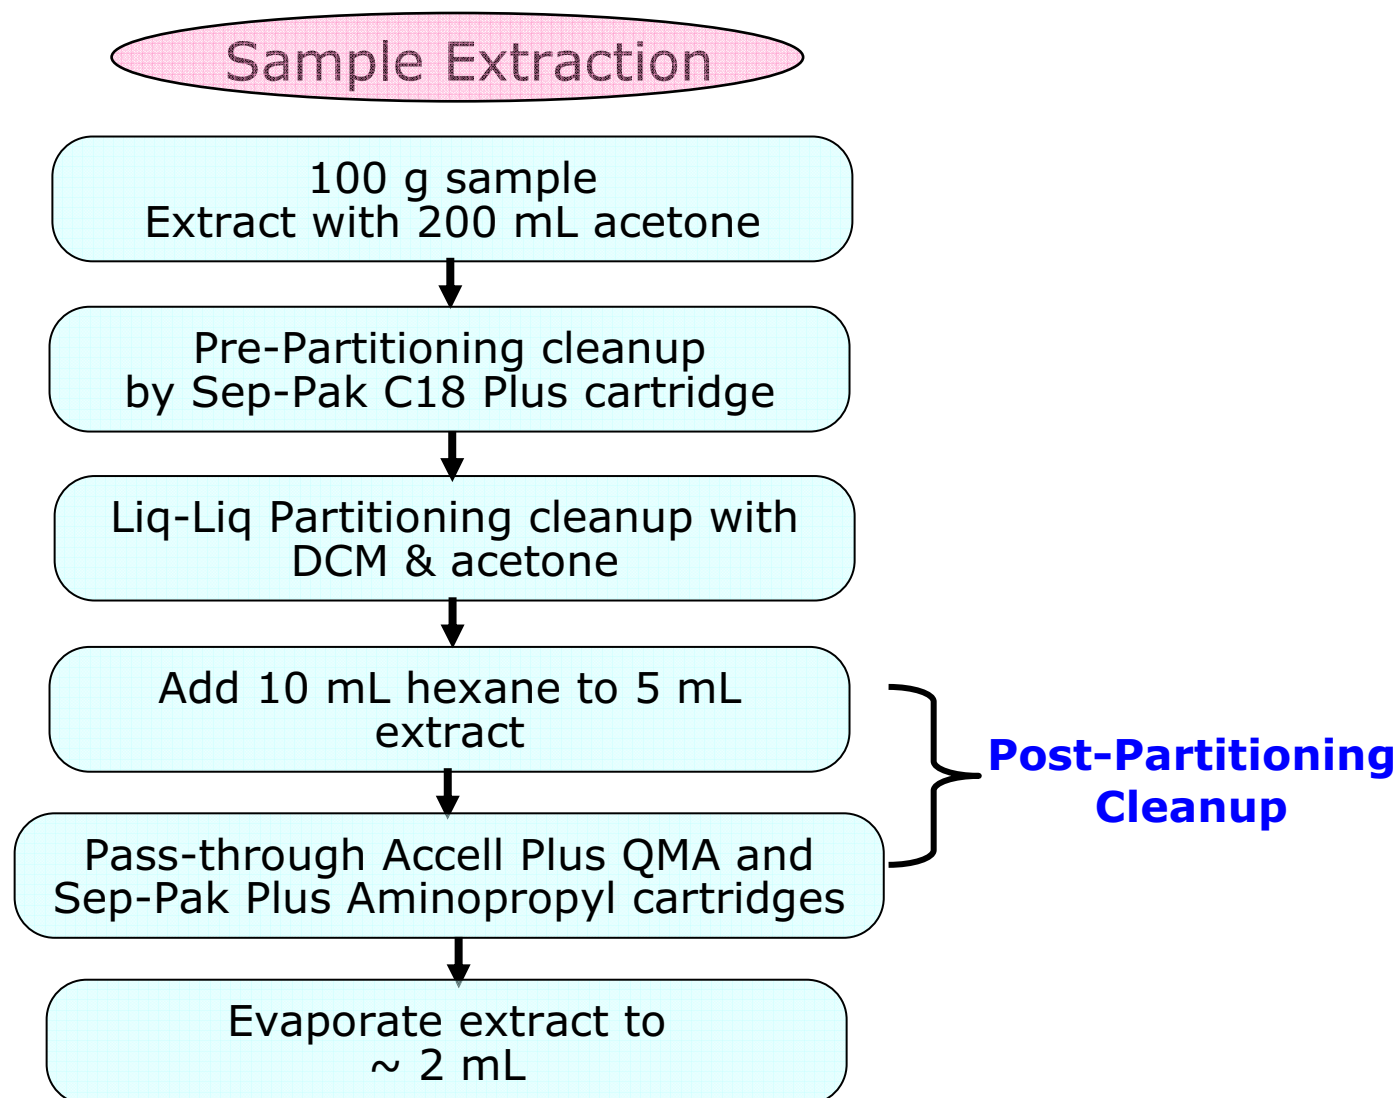 Sample Extraction
100 g sample
Extract with 200 mL acetone
Pre-Partitioning cleanup
by Sep-Pak C18 Plus cartridge
Liq-Liq Partitioning cleanup with
DCM & acetone
Add 10 mL hexane to 5 mL
extract
Post-Partitioning
Cleanup
Pass-through Accell Plus QMA and
Sep-Pak Plus Aminopropyl cartridges
Evaporate extract to
~ 2 mL